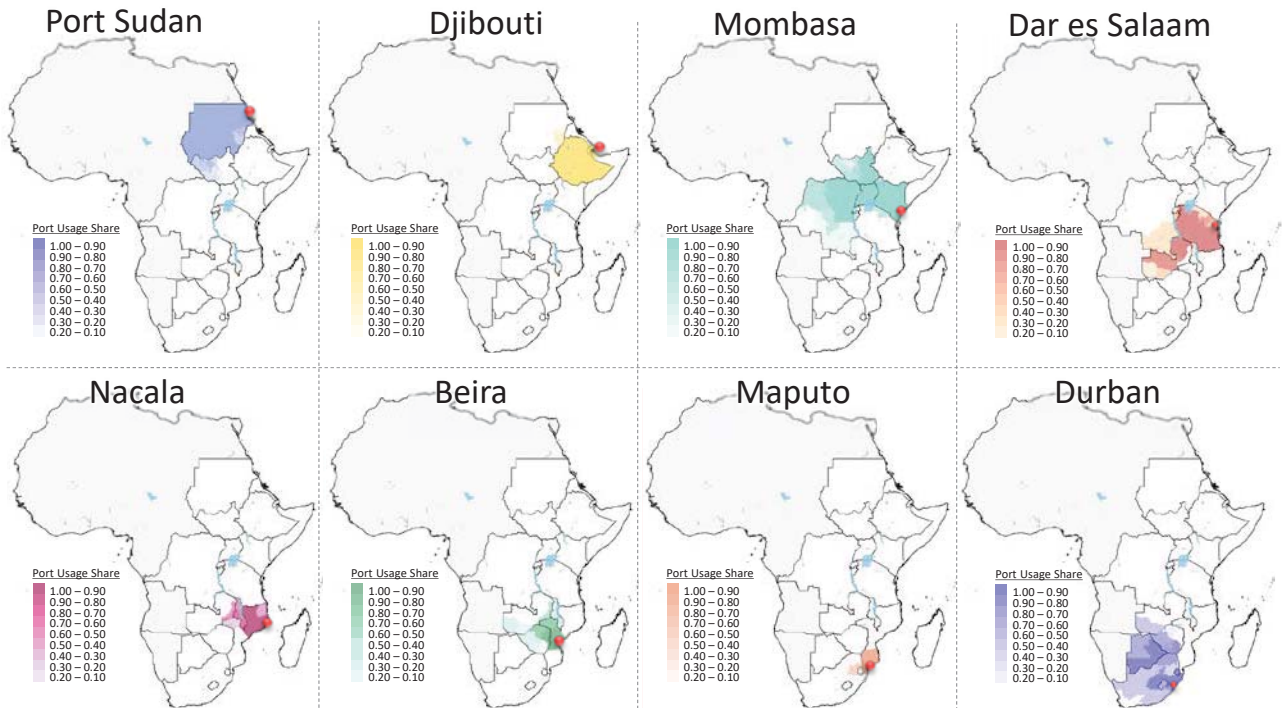 Port Sudan
Port Usage Share
1.00 – 0.90
0.90 – 0.80
0.80 – 0.70
0.70 – 0.60
0.60 – 0.50
0.50 – 0.40
0.40 – 0.30
0.30 – 0.20
0.20 – 0.10
Djibouti
Port Usage Share
1.00 – 0.90
0.90 – 0.80
0.80 – 0.70
0.70 – 0.60
0.60 – 0.50
0.50 – 0.40
0.40 – 0.30
0.30 – 0.20
0.20 – 0.10
Mombasa
Port Usage Share
1.00 – 0.90
0.90 – 0.80
0.80 – 0.70
0.70 – 0.60
0.60 – 0.50
0.50 – 0.40
0.40 – 0.30
0.30 – 0.20
0.20 – 0.10
Dar es Salaam
Port Usage Share
1.00 – 0.90
0.90 – 0.80
0.80 – 0.70
0.70 – 0.60
0.60 – 0.50
0.50 – 0.40
0.40 – 0.30
0.30 – 0.20
0.20 – 0.10
Nacala
Port Usage Share
1.00 – 0.90
0.90 – 0.80
0.80 – 0.70
0.70 – 0.60
0.60 – 0.50
0.50 – 0.40
0.40 – 0.30
0.30 – 0.20
0.20 – 0.10
Beira
Port Usage Share
1.00 – 0.90
0.90 – 0.80
0.80 – 0.70
0.70 – 0.60
0.60 – 0.50
0.50 – 0.40
0.40 – 0.30
0.30 – 0.20
0.20 – 0.10
Maputo
Port Usage Share
1.00 – 0.90
0.90 – 0.80
0.80 – 0.70
0.70 – 0.60
0.60 – 0.50
0.50 – 0.40
0.40 – 0.30
0.30 – 0.20
0.20 – 0.10
Durban
Port Usage Share
1.00 – 0.90
0.90 – 0.80
0.80 – 0.70
0.70 – 0.60
0.60 – 0.50
0.50 – 0.40
0.40 – 0.30
0.30 – 0.20
0.20 – 0.10